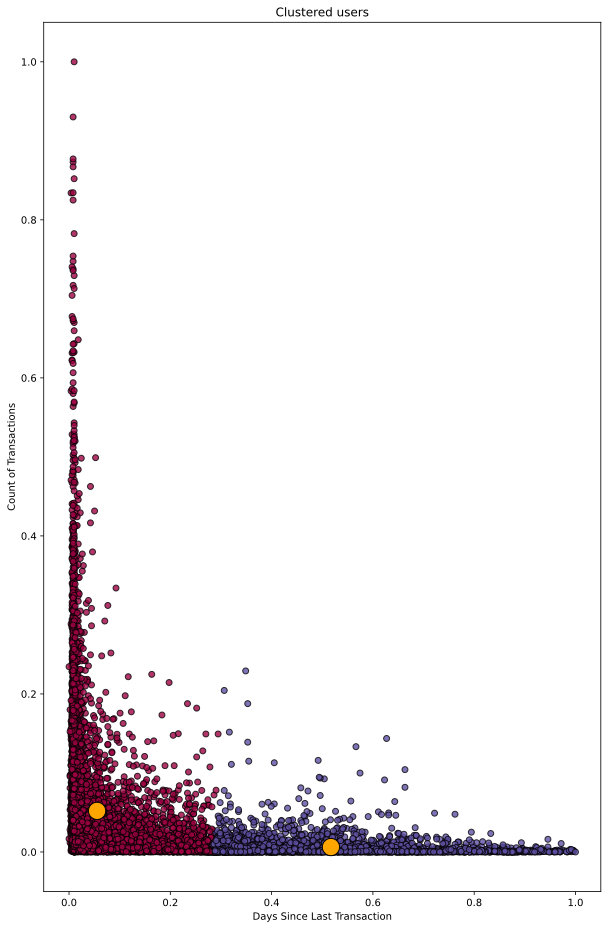 Clustered users
1.0
0.8
0.6
0.4
0.2
0.0
Count of Transactions
0.0 0.2 0.4 0.6 0.8 1.0
Days Since Last Transaction